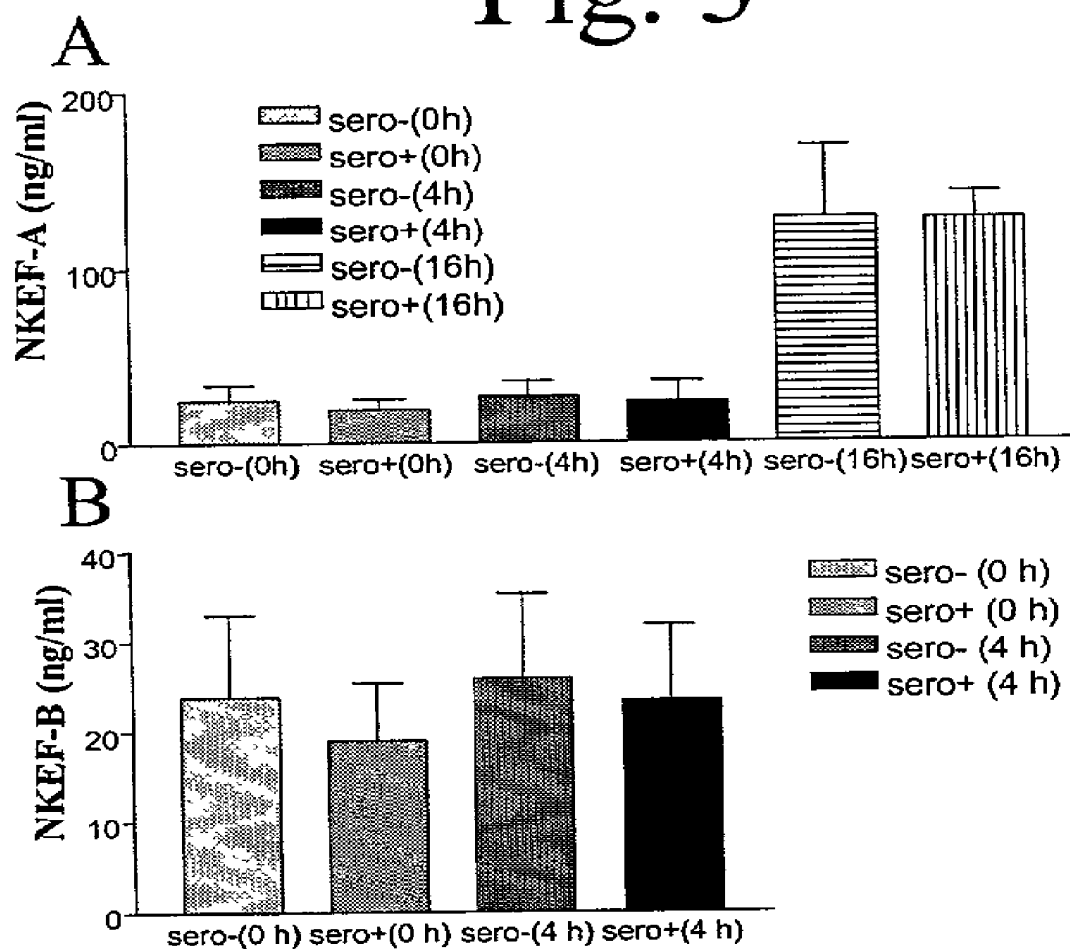 Fig. 5
A
NKEF-A (ng/ml)
200
100
0
sero-(0h)
sero+(0h)
sero-(4h)
sero+(4h)
sero-(16h)
sero+(16h)
sero-(0h) sero+(0h) sero-(4h) sero+(4h) sero-(16h) sero+(16h)
B
NKEF-B (ng/ml)
40
30
20
10
0
sero- (0 h)
sero+ (0 h)
sero- (4 h)
sero+ (4 h)
sero-(0 h) sero+(0 h) sero-(4 h) sero+(4 h)